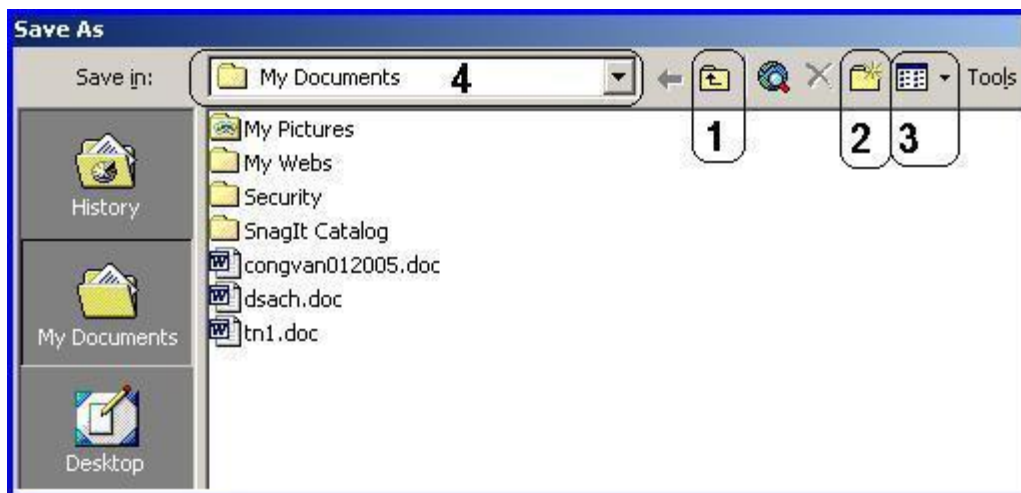 Save As
Save in: My Documents 4 Tools
1 2 3
My Pictures
My Webs
Security
History
SnagIt Catalog
congvan012005.doc
dsach.doc
tn1.doc
My Documents
Desktop